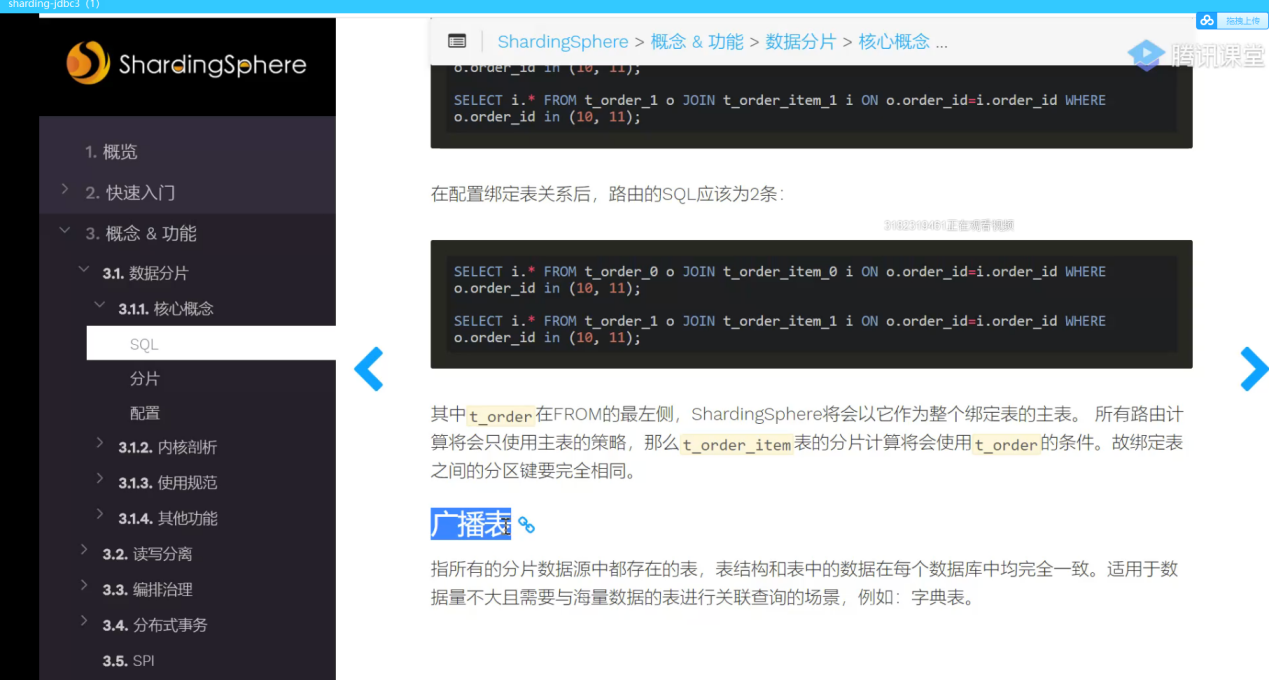 sharding-jdbc3（1）
拖拽上传
ShardingSphere
ShardingSphere > 概念 & 功能 > 数据分片 > 核心概念 ...
腾讯课堂
1. 概览
2. 快速入门
3. 概念 & 功能
3.1. 数据分片
3.1.1. 核心概念
SQL
分片
配置
3.1.2. 内核剖析
3.1.3. 使用规范
3.1.4. 其他功能
3.2. 读写分离
3.3. 编排治理
3.4. 分布式事务
3.5. SPI
o.order_id in (10, 11);
SELECT i.* FROM t_order_1 o JOIN t_order_item_1 i ON o.order_id=i.order_id WHERE
o.order_id in (10, 11);
在配置绑定表关系后，路由的SQL应该为2条：
正在观看视频
SELECT i.* FROM t_order_0 o JOIN t_order_item_0 i ON o.order_id=i.order_id WHERE
o.order_id in (10, 11);
SELECT i.* FROM t_order_1 o JOIN t_order_item_1 i ON o.order_id=i.order_id WHERE
o.order_id in (10, 11);
其中t_order在FROM的最左侧，ShardingSphere将会以它作为整个绑定表的主表。 所有路由计
算将会只使用主表的策略，那么t_order_item表的分片计算将会使用t_order的条件。故绑定表
之间的分区键要完全相同。
广播表
指所有的分片数据源中都存在的表，表结构和表中的数据在每个数据库中均完全一致。适用于数
据量不大且需要与海量数据的表进行关联查询的场景，例如：字典表。